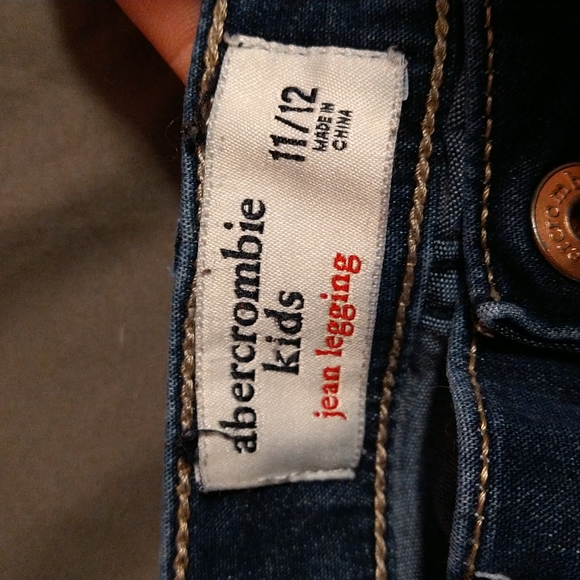 abercrombie
kids
jean legging
11/12
MADE IN
CHINA